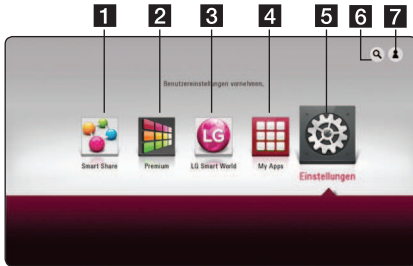 1 2 3 4 5 6 7
Benutzereinstellungen vornehmen.
LG
Smart Share Premium LG Smart World My Apps Einstellungen